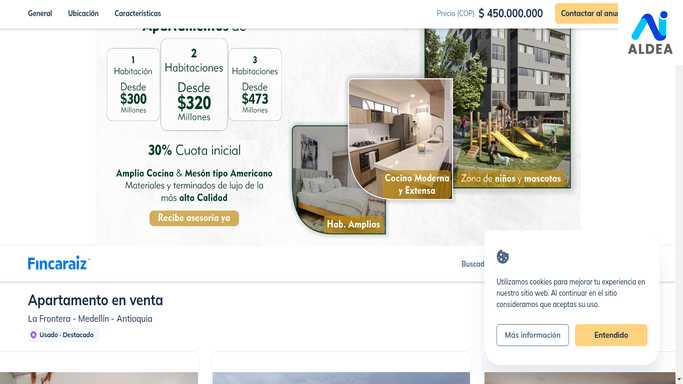 General Ubicación Características Precio (COP) $ 450.000.000 Contactar al anu
ALDEA
Apartamentos de
1
Habitación
Desde
$300
Millones
2
Habitaciones
Desde
$320
Millones
3
Habitaciones
Desde
$473
Millones
30% Cuota inicial
Amplia Cocina & Mesón tipo Americano
Materiales y terminados de lujo de la
más alta Calidad
Recibe asesoría ya
Hab. Amplias
Cocina Moderna
y Extensa
Zona de niños y mascotas
Fincaraiz
Buscad
Apartamento en venta
La Frontera - Medellín - Antioquia
Usado · Destacado
Utilizamos cookies para mejorar tu experiencia en
nuestro sitio web. Al continuar en el sitio
consideramos que aceptas su uso.
Más información
Entendido